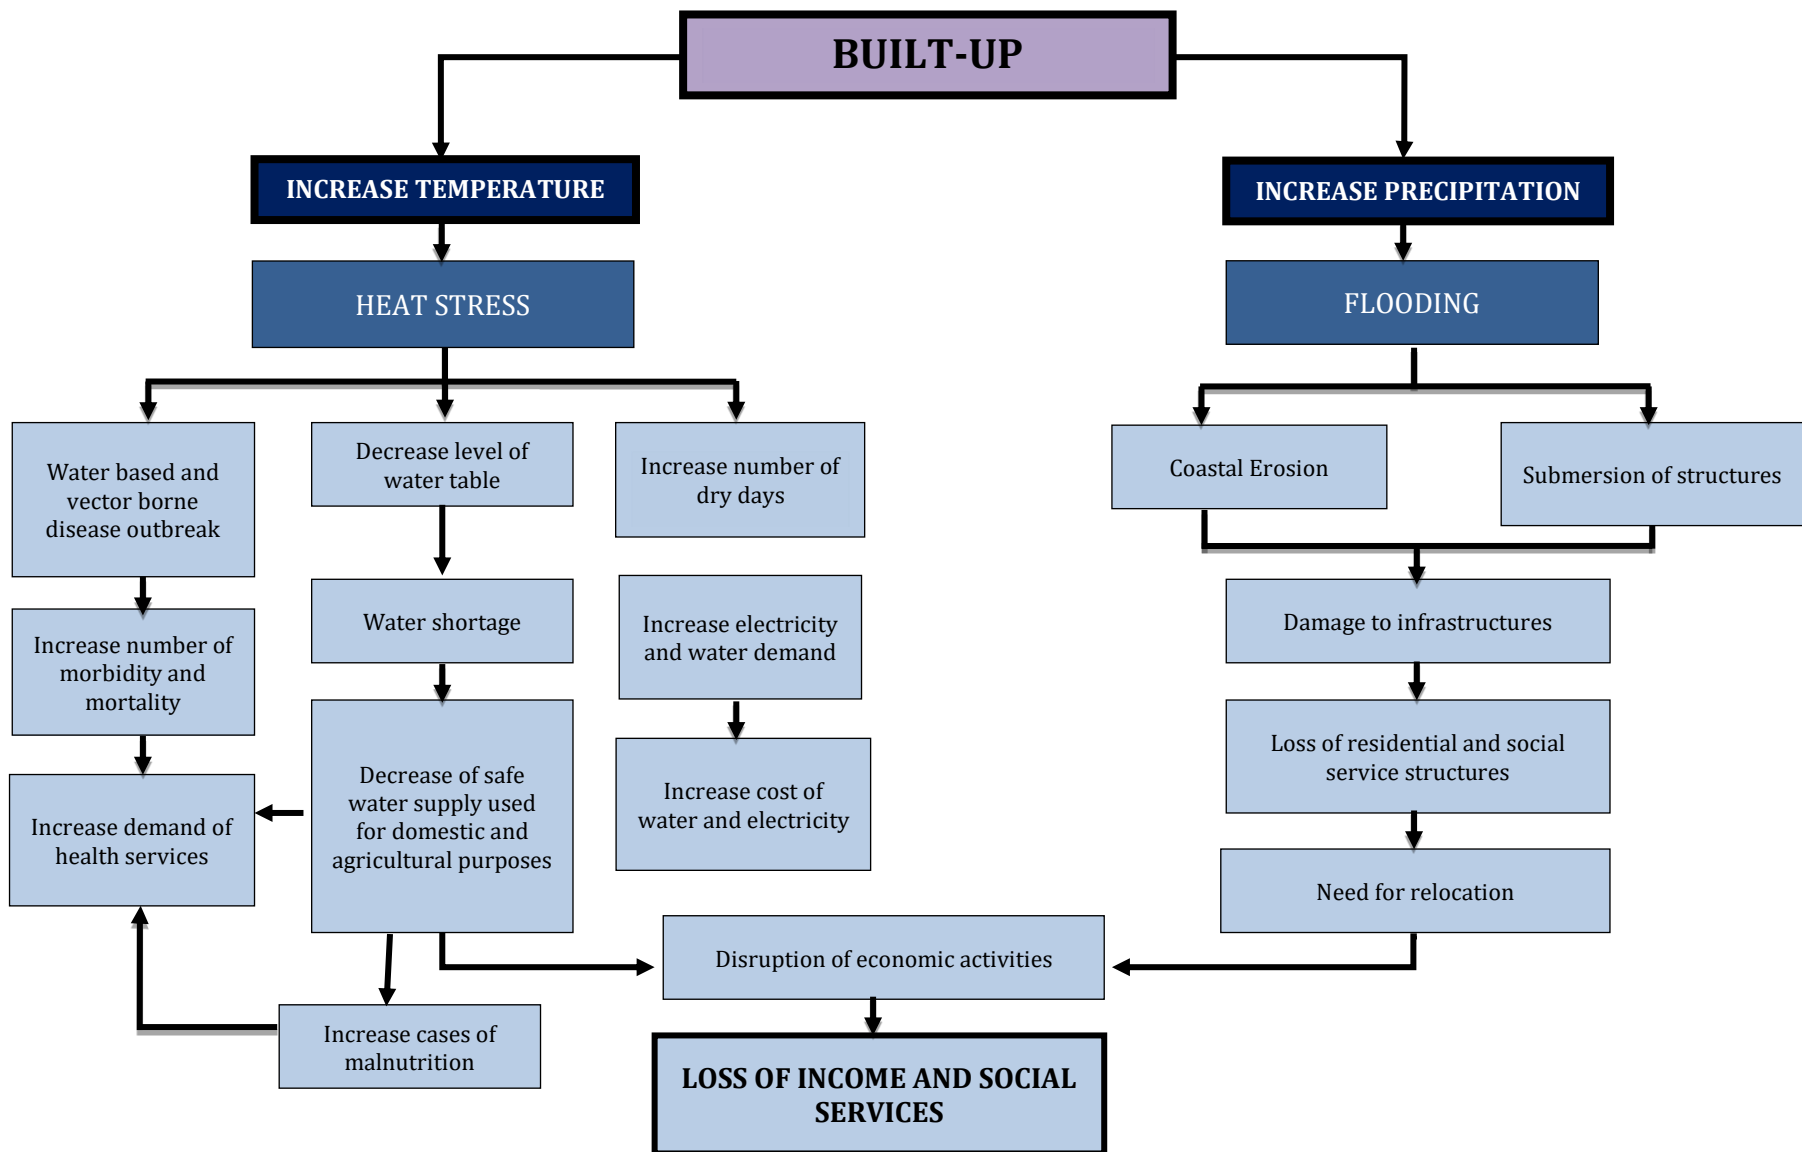 BUILT-UP
INCREASE TEMPERATURE
INCREASE PRECIPITATION
HEAT STRESS
FLOODING
Water based and
vector borne
disease outbreak
Decrease level of
water table
Increase number of
dry days
Coastal Erosion
Submersion of structures
Increase number of
morbidity and
mortality
Water shortage
Increase electricity
and water demand
Damage to infrastructures
Increase demand of
health services
Decrease of safe
water supply used
for domestic and
agricultural purposes
Increase cost of
water and electricity
Loss of residential and social
service structures
Need for relocation
Disruption of economic activities
Increase cases of
malnutrition
LOSS OF INCOME AND SOCIAL
SERVICES